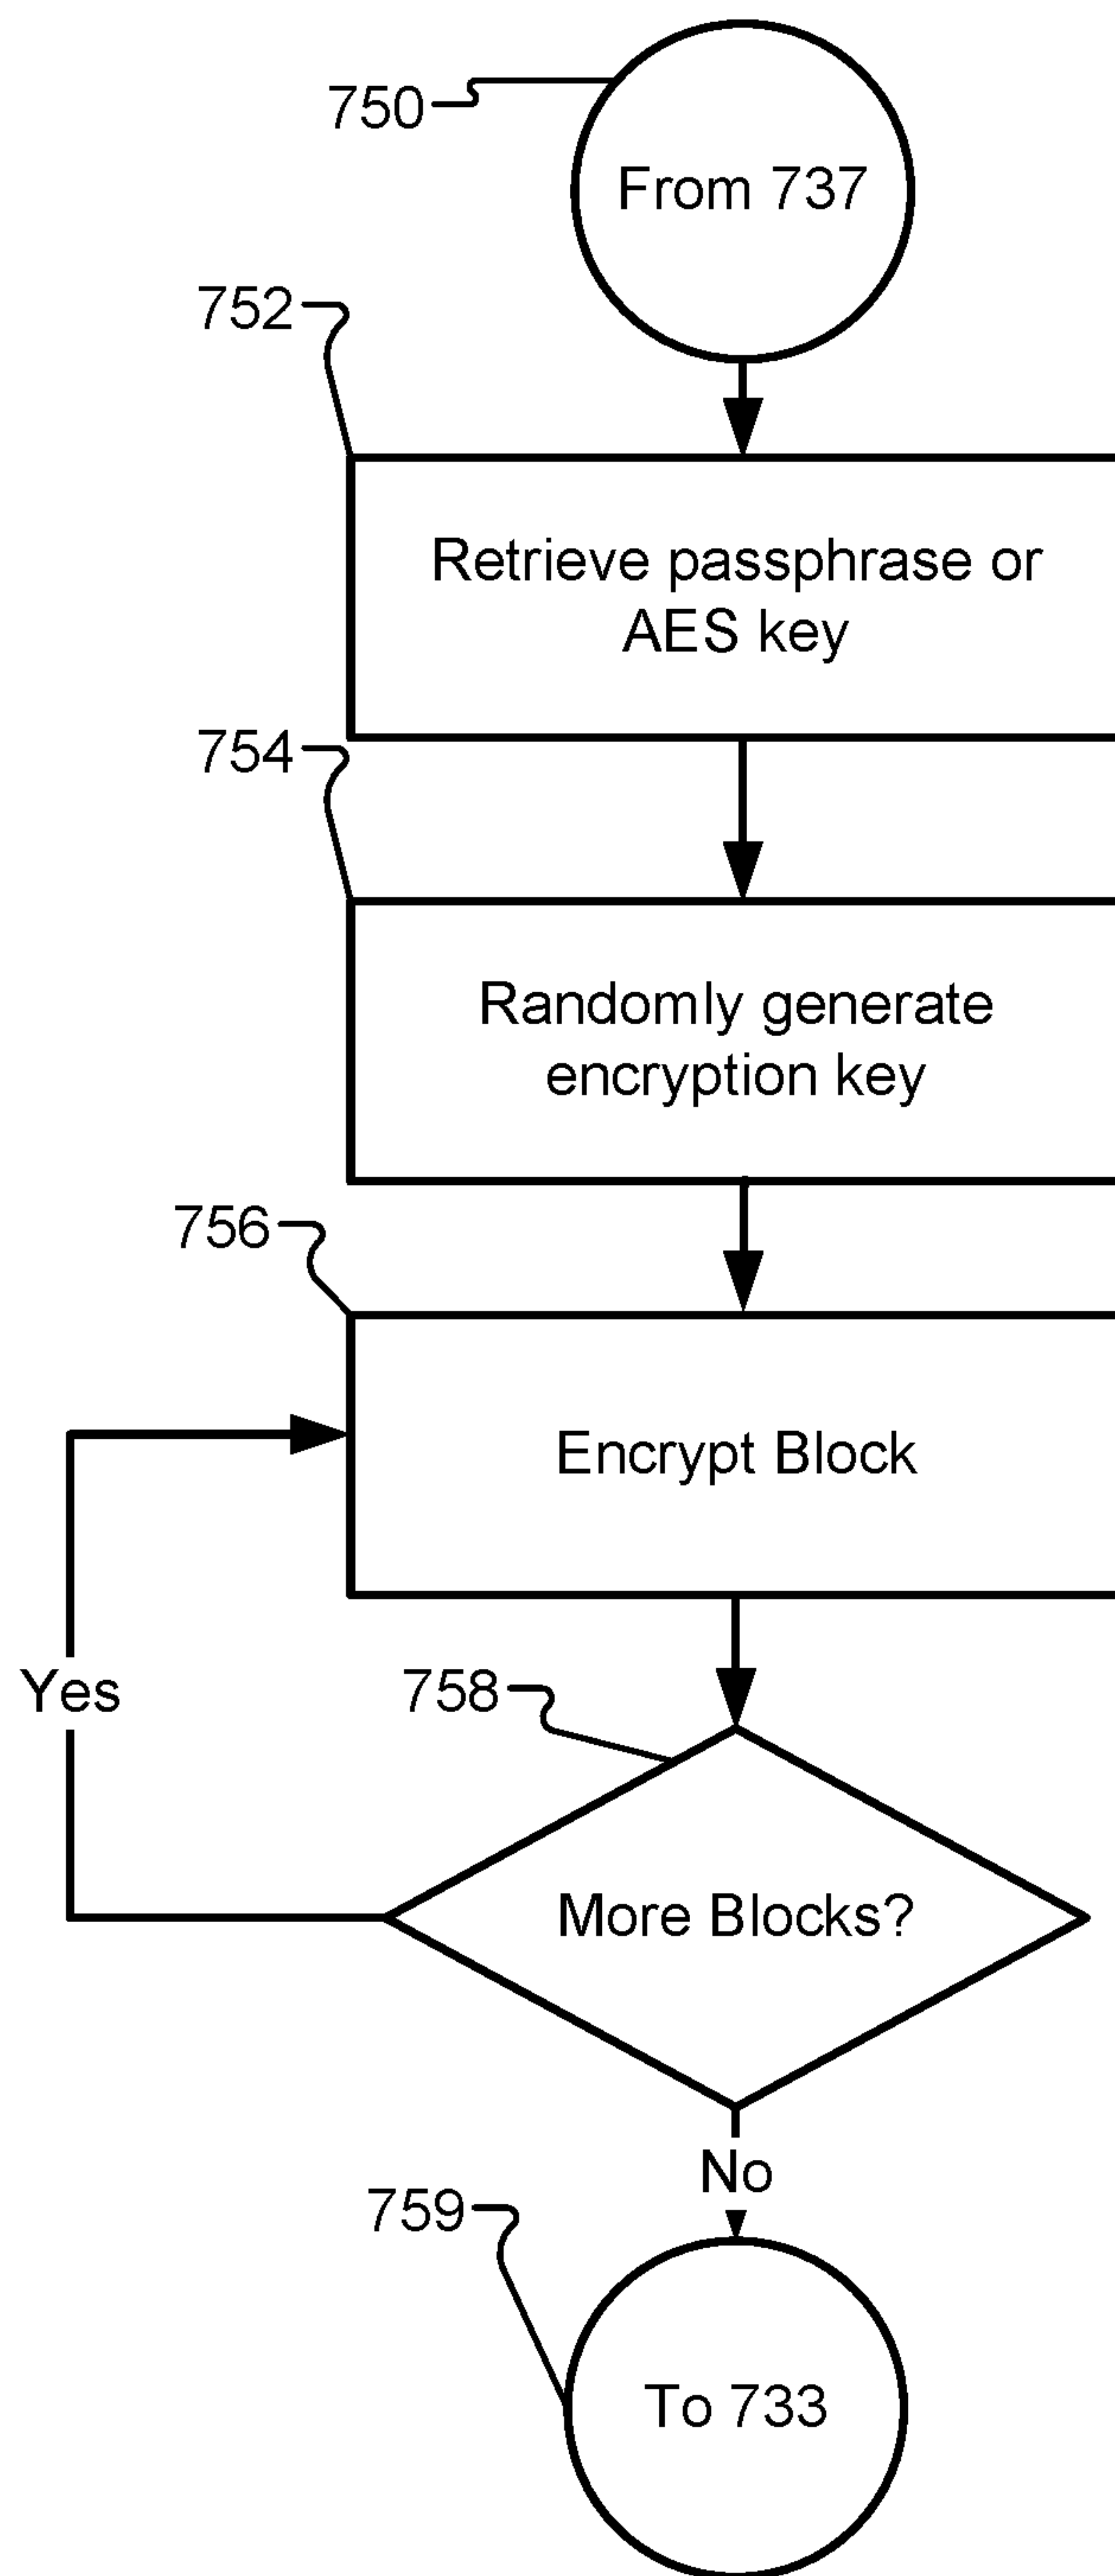 750
From 737
752
Retrieve passphrase or
AES key
754
Randomly generate
encryption key
756
Encrypt Block
Yes
758
More Blocks?
No
759
To 733